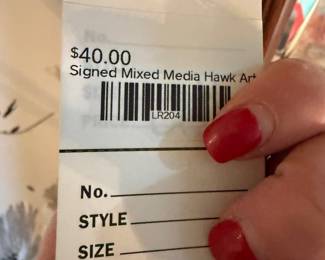 $40.00
Signed Mixed Media Hawk Art
LR204
No.
STYLE
SIZE